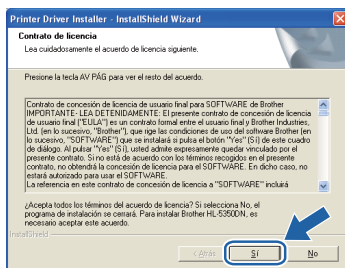 Printer Driver Installer - InstallShield Wizard
Contrato de licencia
Lea cuidadosamente el acuerdo de licencia siguiente.
Presione la tecla AV PÁG para ver el resto del acuerdo.
Contrato de concesión de licencia de usuario final para SOFTWARE de Brother
IMPORTANTE- LEA DETENIDAMENTE: El presente contrato de concesión de licencia
de usuario final ("EULA") es un contrato formal entre el usuario final y Brother Industries,
Ltd. (en lo sucesivo, "Brother"), que rige las condiciones de uso del software Brother (en
lo sucesivo, "SOFTWARE") que se instalará si pulsa el botón "Yes" (Sí) de este cuadro
de diálogo. Al pulsar "Yes" (Sí), usted admite expresamente quedar vinculado por el
presente contrato. Si no está de acuerdo con los términos recogidos en el presente
contrato, no obtendrá la concesión de licencia para el SOFTWARE. En dicho caso, no
estará autorizado para usar el SOFTWARE.
La referencia en este contrato de concesión de licencia a "SOFTWARE" incluirá
¿Acepta todos los términos del acuerdo de licencia? Si selecciona No, el
programa de instalación se cerrará. Para instalar Brother HL-5350DN, es
necesario aceptar este acuerdo.
InstallShield
< Atrás
Sí
No